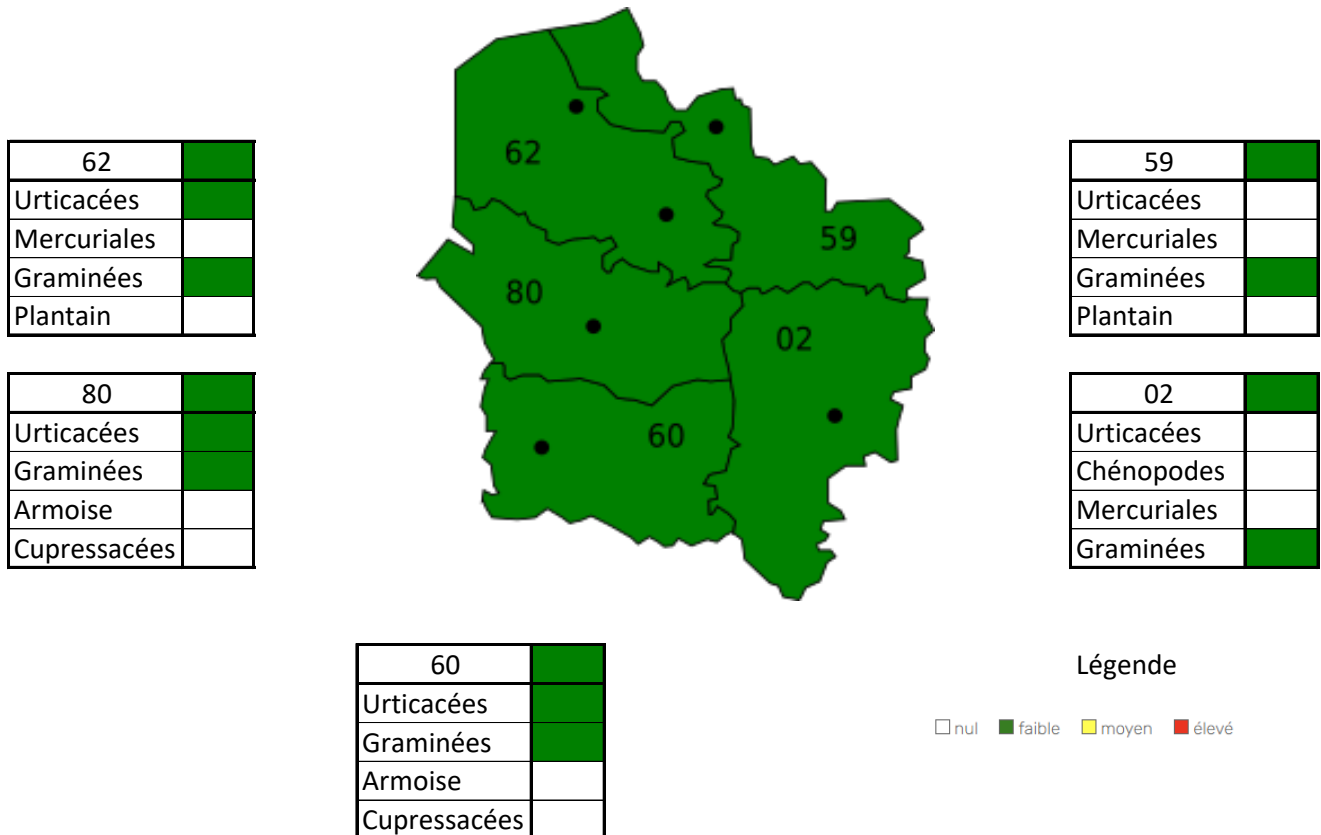 62
Urticacées
Mercuriales
Graminées
Plantain
80
Urticacées
Graminées
Armoise
Cupressacées
62
59
80
02
60
59
Urticacées
Mercuriales
Graminées
Plantain
02
Urticacées
Chénopodes
Mercuriales
Graminées
60
Urticacées
Graminées
Armoise
Cupressacées
Légende
nul faible moyen élevé